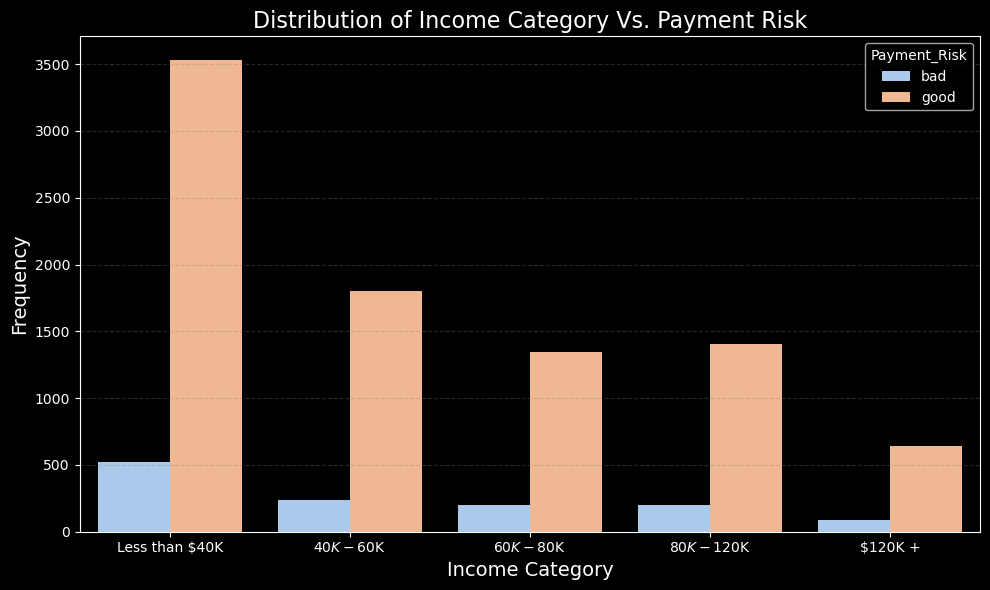 Distribution of Income Category Vs. Payment Risk
Payment_Risk
bad
good
Frequency
3500
3000
2500
2000
1500
1000
500
0
Less than $40K
40K − 60K
60K − 80K
80K − 120K
$120K +
Income Category